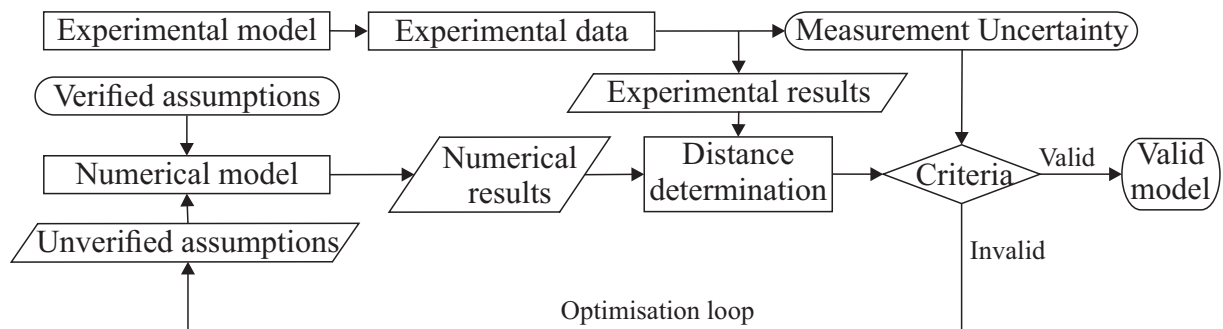 Experimental model
Experimental data
Measurement Uncertainty
Verified assumptions
Experimental results
Numerical model
Numerical
results
Distance
determination
Criteria
Valid
Valid
model
Unverified assumptions
Invalid
Optimisation loop